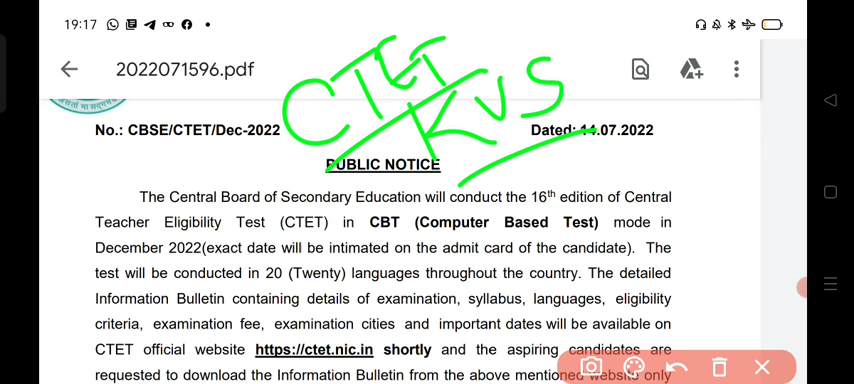 19:17
2022071596.pdf
CTET
KVS
No.: CBSE/CTET/Dec-2022 Dated: 14.07.2022
PUBLIC NOTICE
The Central Board of Secondary Education will conduct the 16th edition of Central
Teacher Eligibility Test (CTET) in CBT (Computer Based Test) mode in
December 2022(exact date will be intimated on the admit card of the candidate). The
test will be conducted in 20 (Twenty) languages throughout the country. The detailed
Information Bulletin containing details of examination, syllabus, languages, eligibility
criteria, examination fee, examination cities and important dates will be available on
CTET official website https://ctet.nic.in shortly and the aspiring candidates are
requested to download the Information Bulletin from the above mentioned website only